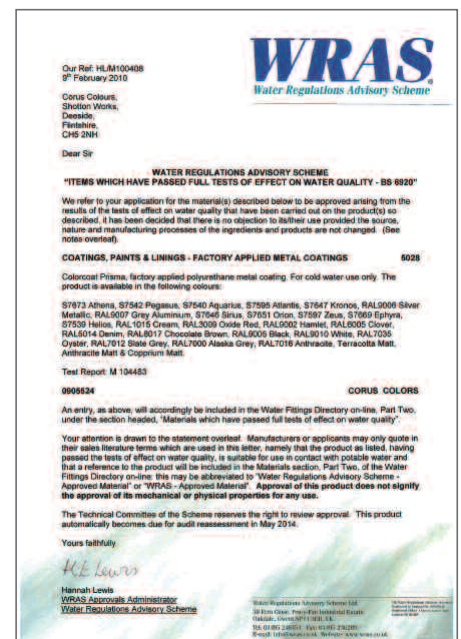 WRAS
Water Regulations Advisory Scheme
Our Ref: HL/M100408
9th February 2010
Corus Colours,
Shotton Works,
Deeside,
Flintshire,
CH5 2NH
Dear Sir
WATER REGULATIONS ADVISORY SCHEME
"ITEMS WHICH HAVE PASSED FULL TESTS OF EFFECT ON WATER QUALITY - BS 6920"
We refer to your application for the material(s) described below to be approved arising from the
results of the tests of effect on water quality that have been carried out on the product(s) so
described, it has been decided that there is no objection to its/their use provided the source,
nature and manufacturing processes of the ingredients and products are not changed. (See
notes overleaf).
COATINGS, PAINTS & LININGS - FACTORY APPLIED METAL COATINGS 5028
Colorcoat Prisma, factory applied polyurethane metal coating. For cold water use only. The
product is available in the following colours:
S7673 Athena, S7542 Pegasus, S7540 Aquarius, S7595 Atlantis, S7647 Kronos, RAL9006 Silver
Metallic, RAL9007 Grey Aluminium, S7646 Sirius, S7651 Orion, S7597 Zeus, S7669 Ephyra,
S7539 Helios, RAL1015 Cream, RAL3009 Oxide Red, RAL9002 Hamlet, RAL6005 Clover,
RAL5014 Denim, RAL8017 Chocolate Brown, RAL9005 Black, RAL9010 White, RAL7035
Oyster, RAL7012 Slate Grey, RAL7000 Alaska Grey, RAL7016 Anthracite, Terracotta Matt,
Anthracite Matt & Copprium Matt.
Test Report: M 104483
0905524 CORUS COLORS
An entry, as above, will accordingly be included in the Water Fittings Directory on-line, Part Two,
under the section headed, "Materials which have passed full tests of effect on water quality".
Your attention is drawn to the statement overleaf. Manufacturers or applicants may only quote in
their sales literature terms which are used in this letter, namely that the product as listed, having
passed the tests of effect on water quality, is suitable for use in contact with potable water and
that a reference to the product will be included in the Materials section, Part Two, of the Water
Fittings Directory on-line: this may be abbreviated to "Water Regulations Advisory Scheme -
Approved Material" or "WRAS - Approved Material". Approval of this product does not signify
the approval of its mechanical or physical properties for any use.
The Technical Committee of the Scheme reserves the right to review approval. This product
automatically becomes due for audit reassessment in May 2014.
Yours faithfully
H E Lewis
Hannah Lewis
WRAS Approvals Administrator
Water Regulations Advisory Scheme
Water Regulations Advisory Scheme Ltd.